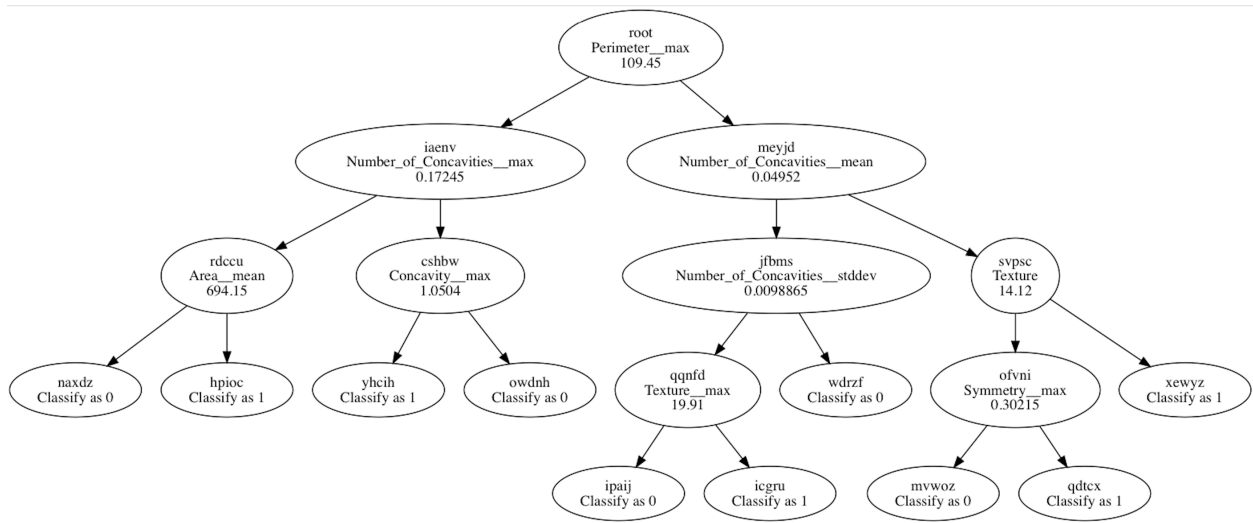 root
Perimeter__max
109.45
iaenv
Number_of_Concavities__max
0.17245
meyjd
Number_of_Concavities__mean
0.04952
rdccu
Area__mean
694.15
cshbw
Concavity__max
1.0504
jfbms
Number_of_Concavities__stddev
0.0098865
svpsc
Texture
14.12
naxdz
Classify as 0
hpioc
Classify as 1
yhcih
Classify as 1
owdnh
Classify as 0
qqnfd
Texture__max
19.91
wdrzf
Classify as 0
ofvni
Symmetry__max
0.30215
xewyz
Classify as 1
ipaij
Classify as 0
icgru
Classify as 1
mvwoz
Classify as 0
qdtcx
Classify as 1